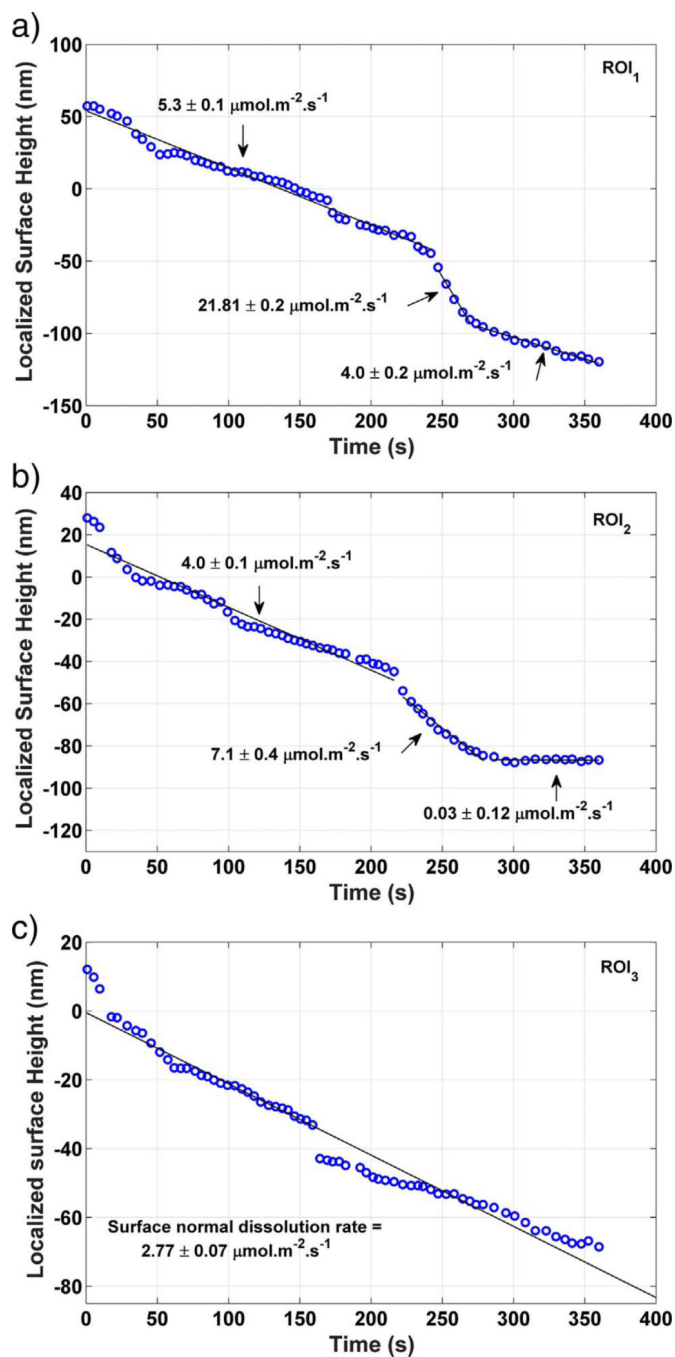 a)
ROI1
5.3 ± 0.1 μmol.m⁻².s⁻¹
21.81 ± 0.2 μmol.m⁻².s⁻¹
4.0 ± 0.2 μmol.m⁻².s⁻¹
Localized Surface Height (nm)
100
50
0
-50
-100
-150
0 50 100 150 200 250 300 350 400
Time (s)
b)
ROI2
4.0 ± 0.1 μmol.m⁻².s⁻¹
7.1 ± 0.4 μmol.m⁻².s⁻¹
0.03 ± 0.12 μmol.m⁻².s⁻¹
Localized Surface Height (nm)
40
20
0
-20
-40
-60
-80
-100
-120
0 50 100 150 200 250 300 350 400
Time (s)
c)
ROI3
Surface normal dissolution rate =
2.77 ± 0.07 μmol.m⁻².s⁻¹
Localized surface Height (nm)
20
0
-20
-40
-60
-80
0 50 100 150 200 250 300 350 400
Time (s)